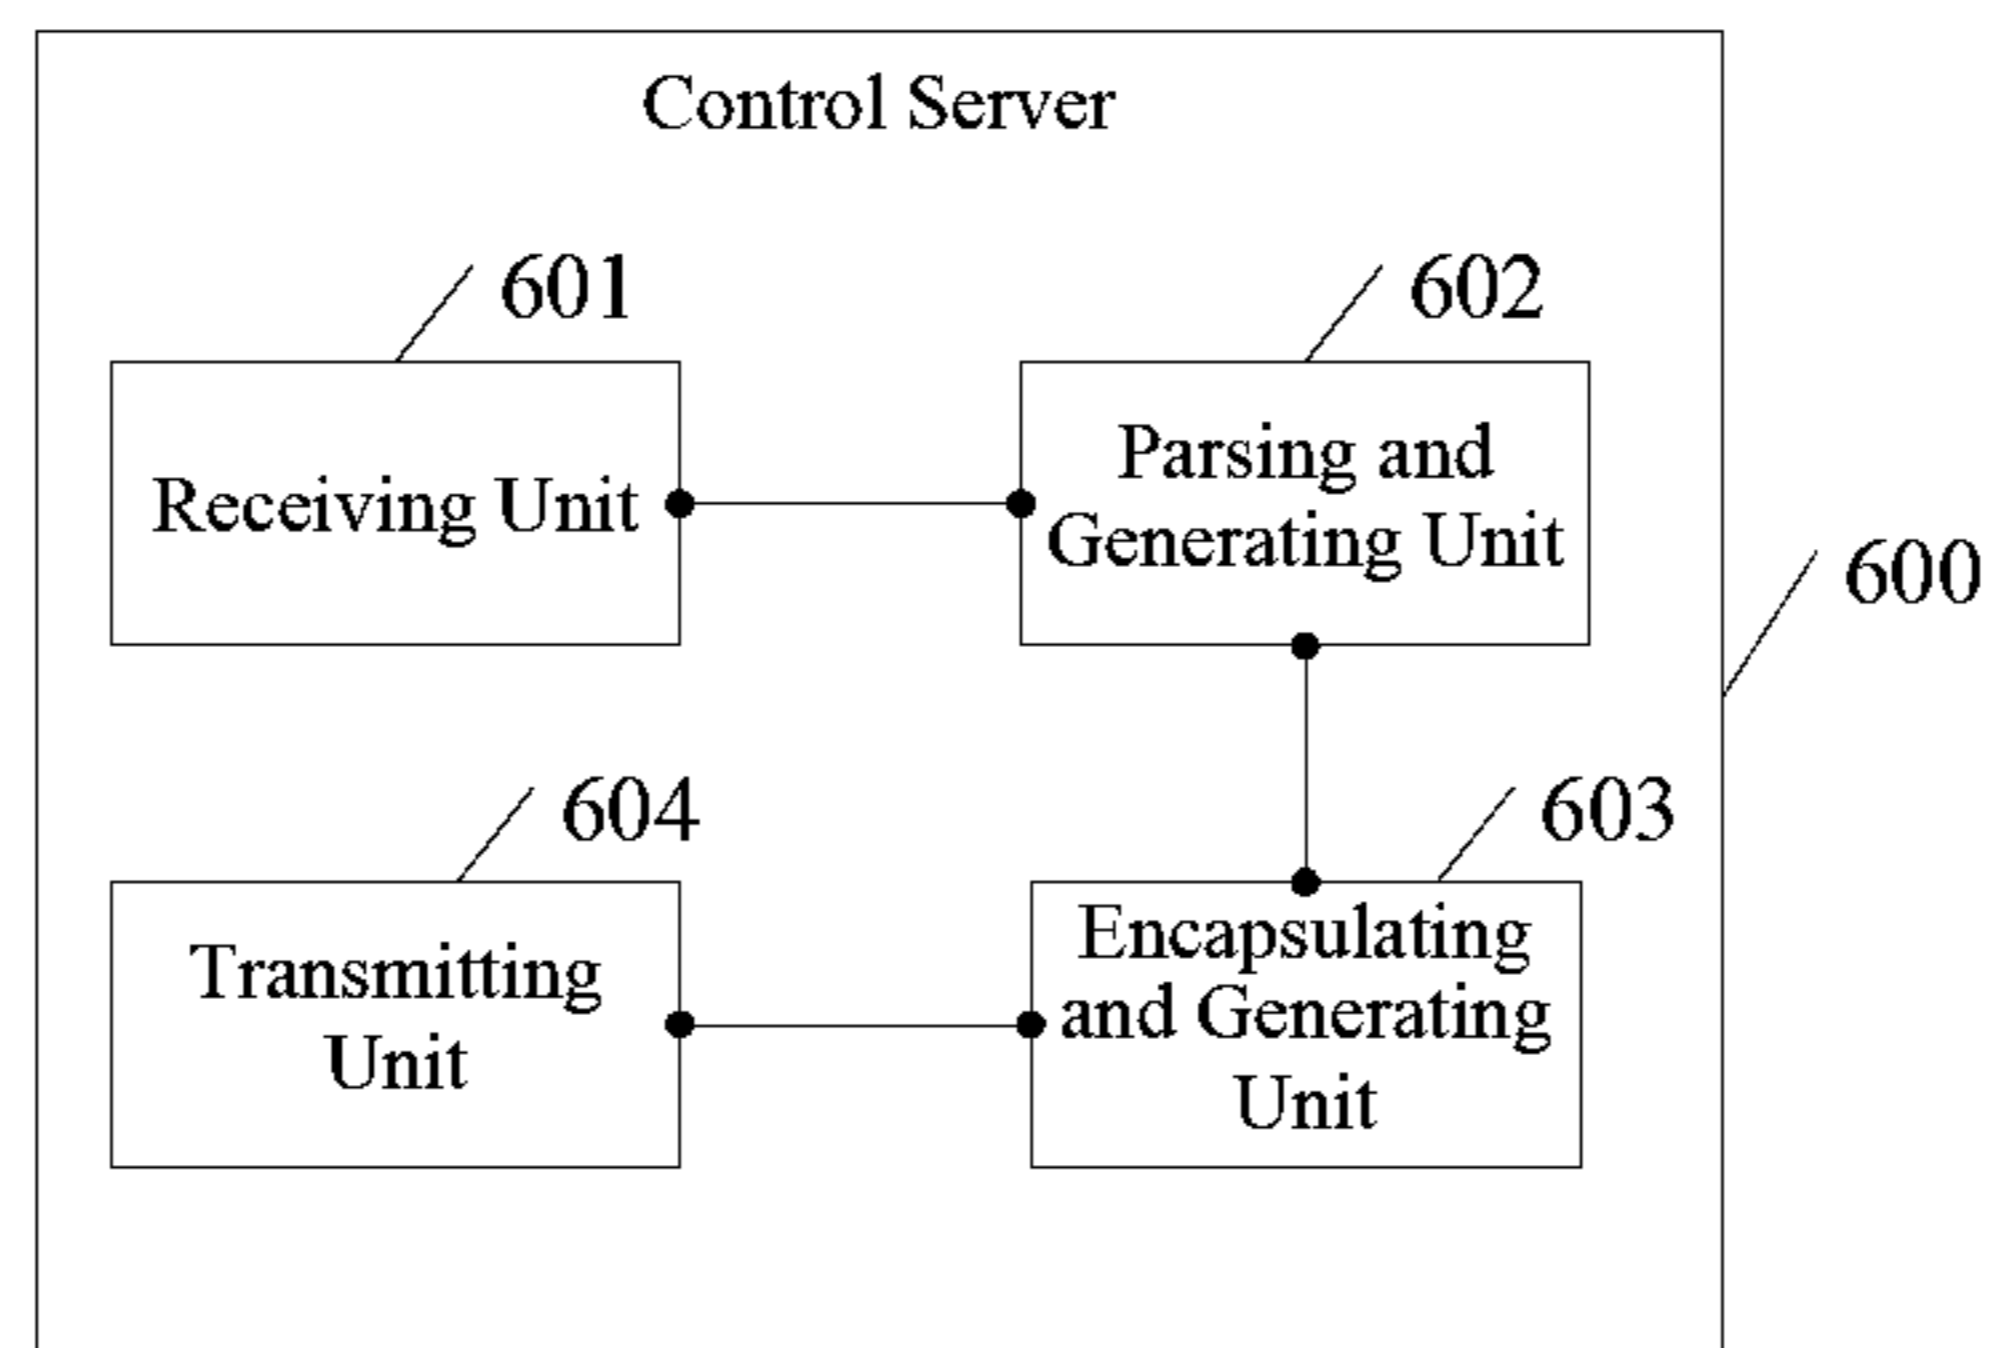 Control Server
601
602
Receiving Unit
Parsing and
Generating Unit
600
604
603
Transmitting
Unit
Encapsulating
and Generating
Unit